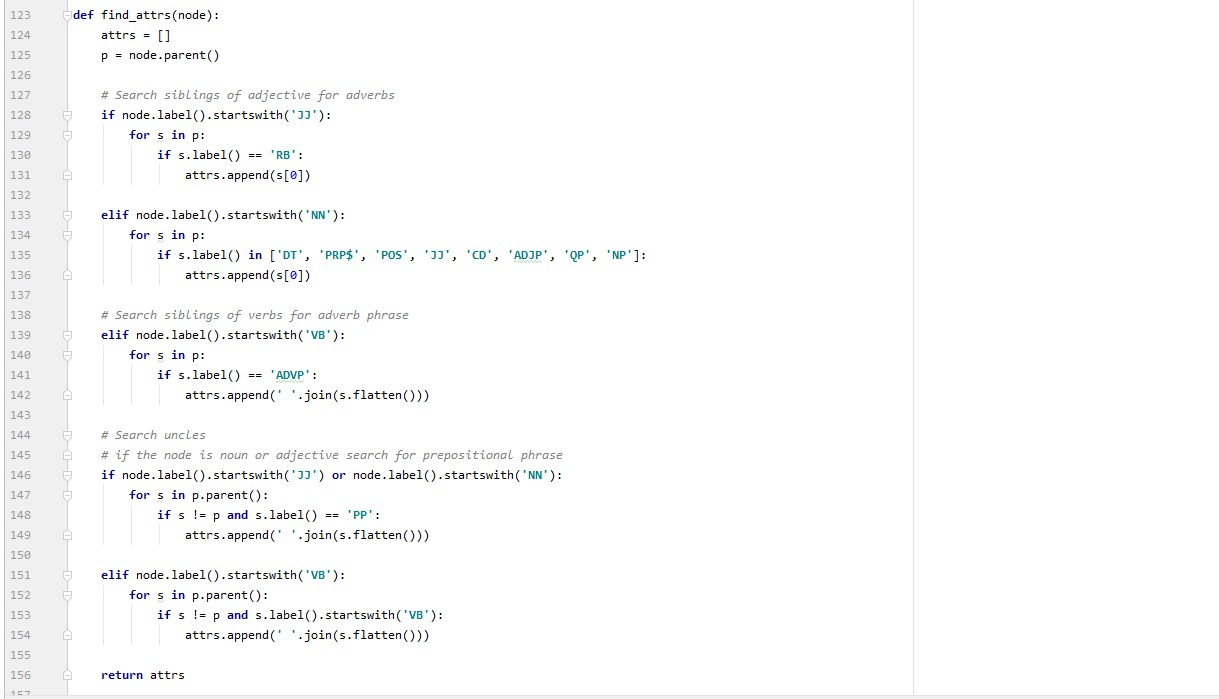 123 def find_attrs(node):
124     attrs = []
125     p = node.parent()
126
127     # Search siblings of adjective for adverbs
128     if node.label().startswith('JJ'):
129         for s in p:
130             if s.label() == 'RB':
131                 attrs.append(s[0])
132
133     elif node.label().startswith('NN'):
134         for s in p:
135             if s.label() in ['DT', 'PRP$', 'POS', 'JJ', 'CD', 'ADJP', 'QP', 'NP']:
136                 attrs.append(s[0])
137
138     # Search siblings of verbs for adverb phrase
139     elif node.label().startswith('VB'):
140         for s in p:
141             if s.label() == 'ADVP':
142                 attrs.append(' '.join(s.flatten()))
143
144     # Search uncles
145     # if the node is noun or adjective search for prepositional phrase
146     if node.label().startswith('JJ') or node.label().startswith('NN'):
147         for s in p.parent():
148             if s != p and s.label() == 'PP':
149                 attrs.append(' '.join(s.flatten()))
150
151     elif node.label().startswith('VB'):
152         for s in p.parent():
153             if s != p and s.label().startswith('VB'):
154                 attrs.append(' '.join(s.flatten()))
155
156     return attrs
157